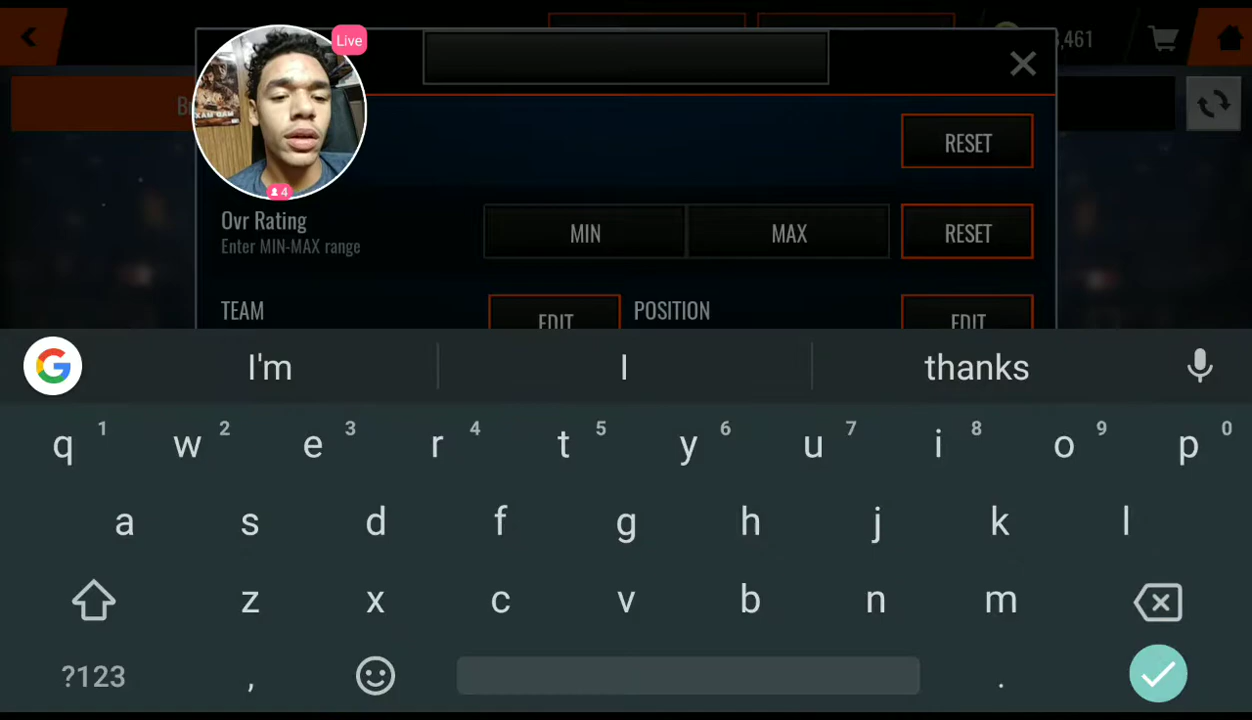 Live
,461
B
4
RESET
Ovr Rating
Enter MIN-MAX range
MIN
MAX
RESET
TEAM
EDIT
POSITION
EDIT
G
I'm
I
thanks
q 1 w 2 e 3 r 4 t 5 y 6 u 7 i 8 o 9 p 0
a s d f g h j k l
z x c v b n m
?123 , .